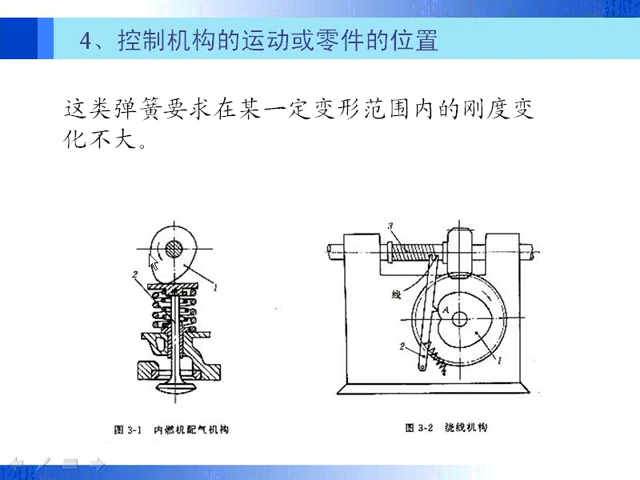 4、控制机构的运动或零件的位置
这类弹簧要求在某一定变形范围内的刚度变
化不大。
2
1
3
线
A
2
1
图 3-1 内燃机配气机构
图 3-2 绕线机构